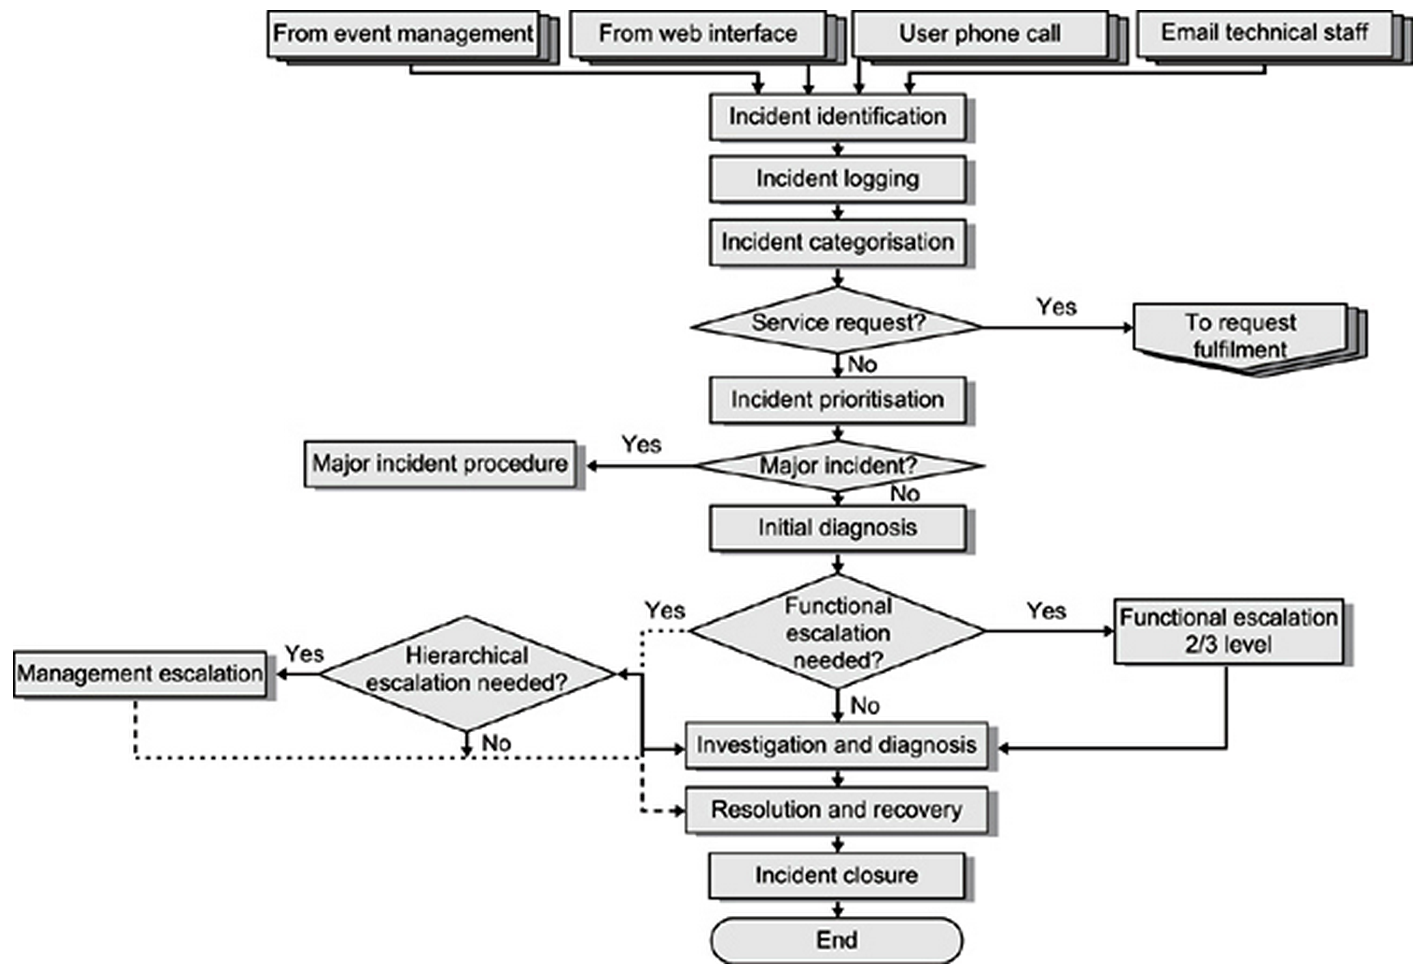 From event management
From web interface
User phone call
Email technical staff
Incident identification
Incident logging
Incident categorisation
Service request?
Yes
To request
fulfilment
No
Incident prioritisation
Major incident?
Yes
Major incident procedure
No
Initial diagnosis
Functional
escalation
needed?
Yes
Yes
Functional escalation
2/3 level
Hierarchical
escalation needed?
Yes
Management escalation
No
No
Investigation and diagnosis
Resolution and recovery
Incident closure
End